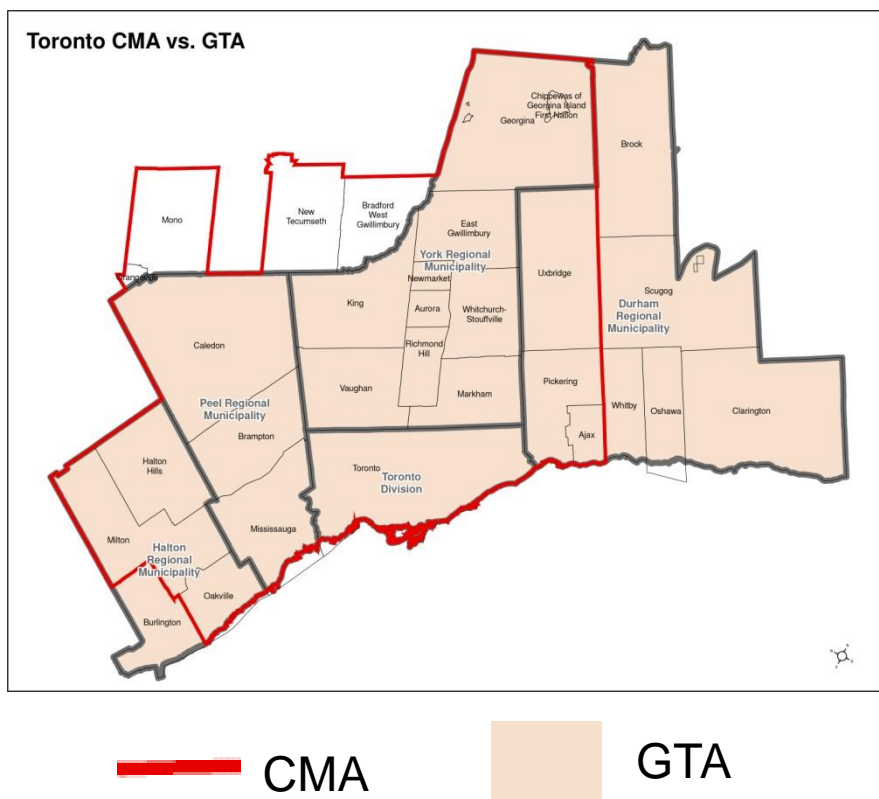 Toronto CMA vs. GTA
Chippewas of
Georgina Island
First Nation
Georgina
Brock
Mono
New
Tecumseth
Bradford
West
Gwillimbury
East
Gwillimbury
York Regional
Municipality
Newmarket
Uxbridge
Scugog
Durham
Regional
Municipality
King
Aurora
Whitchurch-
Stouffville
Richmond
Hill
Caledon
Vaughan
Markham
Pickering
Ajax
Whitby
Oshawa
Clarington
Peel Regional
Municipality
Brampton
Halton
Hills
Toronto
Toronto
Division
Mississauga
Milton
Halton
Regional
Municipality
Oakville
Burlington
CMA
GTA